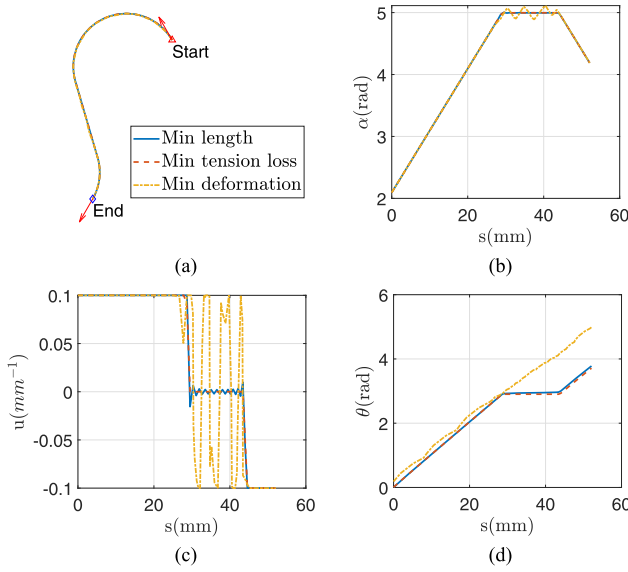 Start
Min length
Min tension loss
Min deformation
End
(a)
α(rad)
6
5
4
3
2
0
20
40
60
s(mm)
(b)
u(mm⁻¹)
0.1
0.05
0
-0.05
-0.1
0
20
40
60
s(mm)
(c)
θ(rad)
6
4
2
0
0
20
40
60
s(mm)
(d)